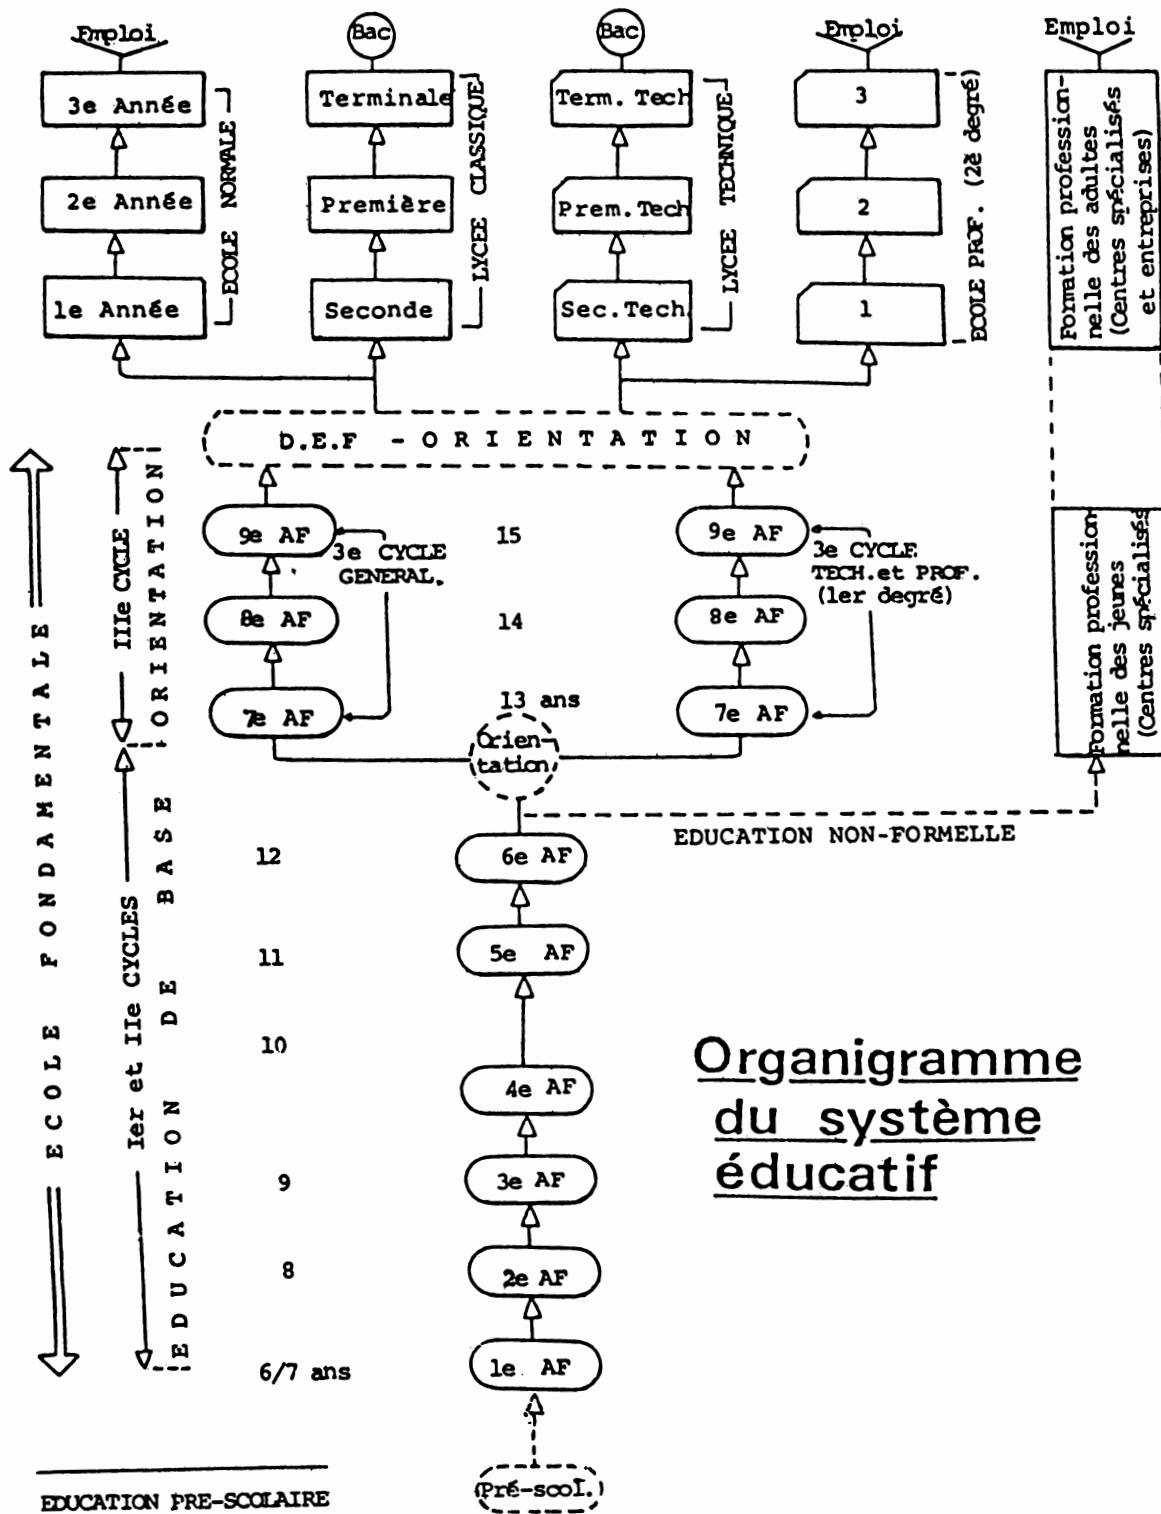 Emploi
Bac
Bac
Emploi
Emploi
3e Année
Terminale
Term. Tech
3
2e Année
Première
Prem.Tech
2
1e Année
Seconde
Sec.Tech.
1
ECOLE NORMALE
LYCEE CLASSIQUE
LYCEE TECHNIQUE
ECOLE PROF. (2è degré)
Formation profession-
nelle des adultes
(Centres spécialisés
et entreprises)
D.E.F - ORIENTATION
9e AF
3e CYCLE
GENERAL.
15
9e AF
3e CYCLE
TECH. et PROF.
(1er degré)
8e AF
14
8e AF
7e AF
13 ans
7e AF
Orien-
tation
Formation profession-
nelle des jeunes
(Centres spécialisés)
EDUCATION NON-FORMELLE
ECOLE FONDAMENTALE
IIIe CYCLE
ORIENTATION
Ier et IIe CYCLES
EDUCATION DE BASE
12
6e AF
11
5e AF
10
4e AF
9
3e AF
8
2e AF
6/7 ans
1e. AF
Organigramme
du système
éducatif
EDUCATION PRE-SCOLAIRE
Pré-scol.